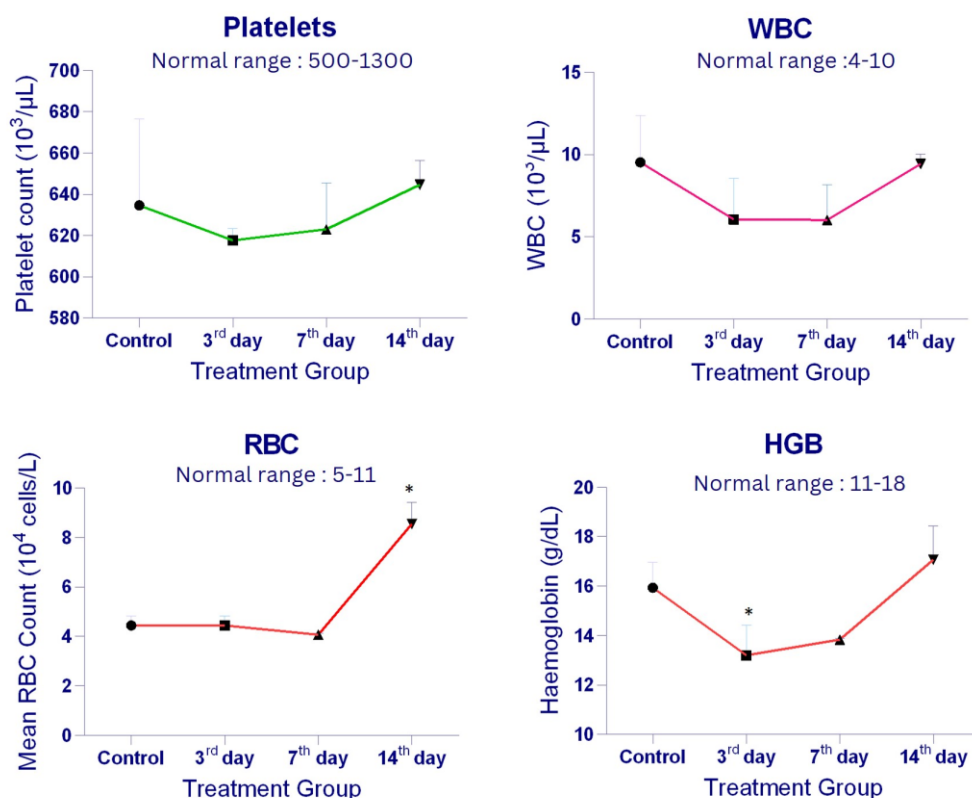 Platelets
Normal range : 500-1300
Platelet count (10³/µL)
700
680
660
640
620
600
580
Control 3rd day 7th day 14th day
Treatment Group
WBC
Normal range :4-10
WBC (10³/µL)
15
10
5
0
Control 3rd day 7th day 14th day
Treatment Group
RBC
Normal range : 5-11
Mean RBC Count (10⁴ cells/L)
10
8
6
4
2
0
*
Control 3rd day 7th day 14th day
Treatment Group
HGB
Normal range : 11-18
Haemoglobin (g/dL)
20
18
16
14
12
10
*
Control 3rd day 7th day 14th day
Treatment Group